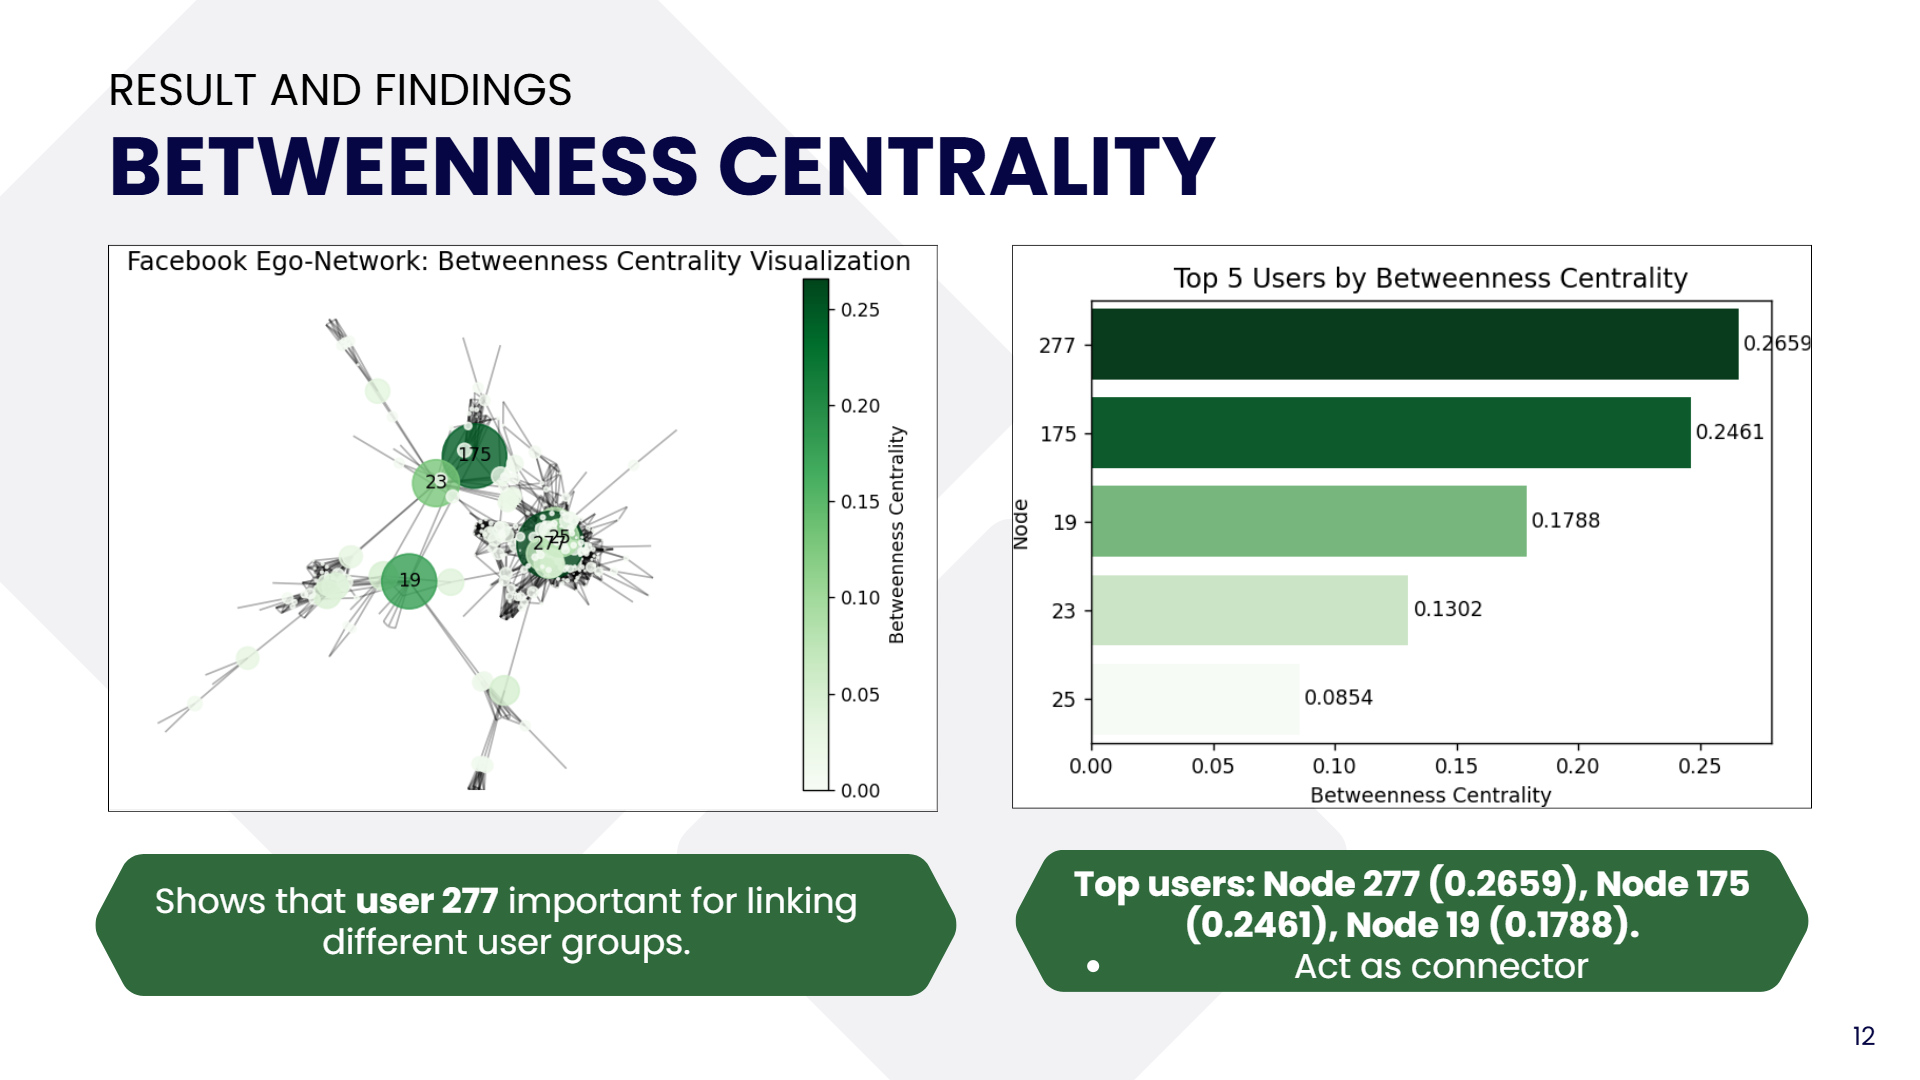 RESULT AND FINDINGS
BETWEENNESS CENTRALITY
Facebook Ego-Network: Betweenness Centrality Visualization
175
23
25
277
19
0.25
0.20
0.15
0.10
0.05
0.00
Betweenness Centrality
Top 5 Users by Betweenness Centrality
277
0.2659
175
0.2461
19
0.1788
23
0.1302
25
0.0854
Node
0.00 0.05 0.10 0.15 0.20 0.25
Betweenness Centrality
Shows that user 277 important for linking
different user groups.
Top users: Node 277 (0.2659), Node 175
(0.2461), Node 19 (0.1788).
• Act as connector
12